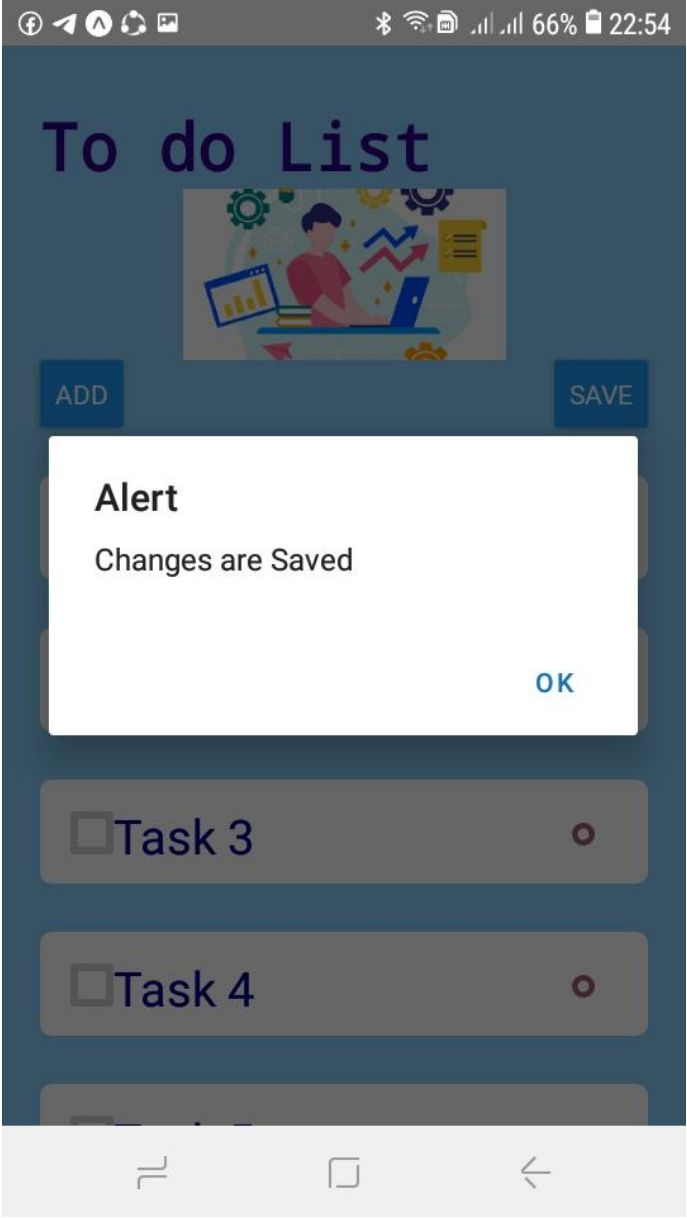 66% 22:54
To do List
ADD SAVE
Alert
Changes are Saved
OK
Task 3
Task 4